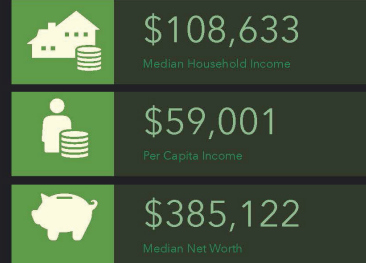 $108,633
Median Household Income
$59,001
Per Capita Income
$385,122
Median Net Worth